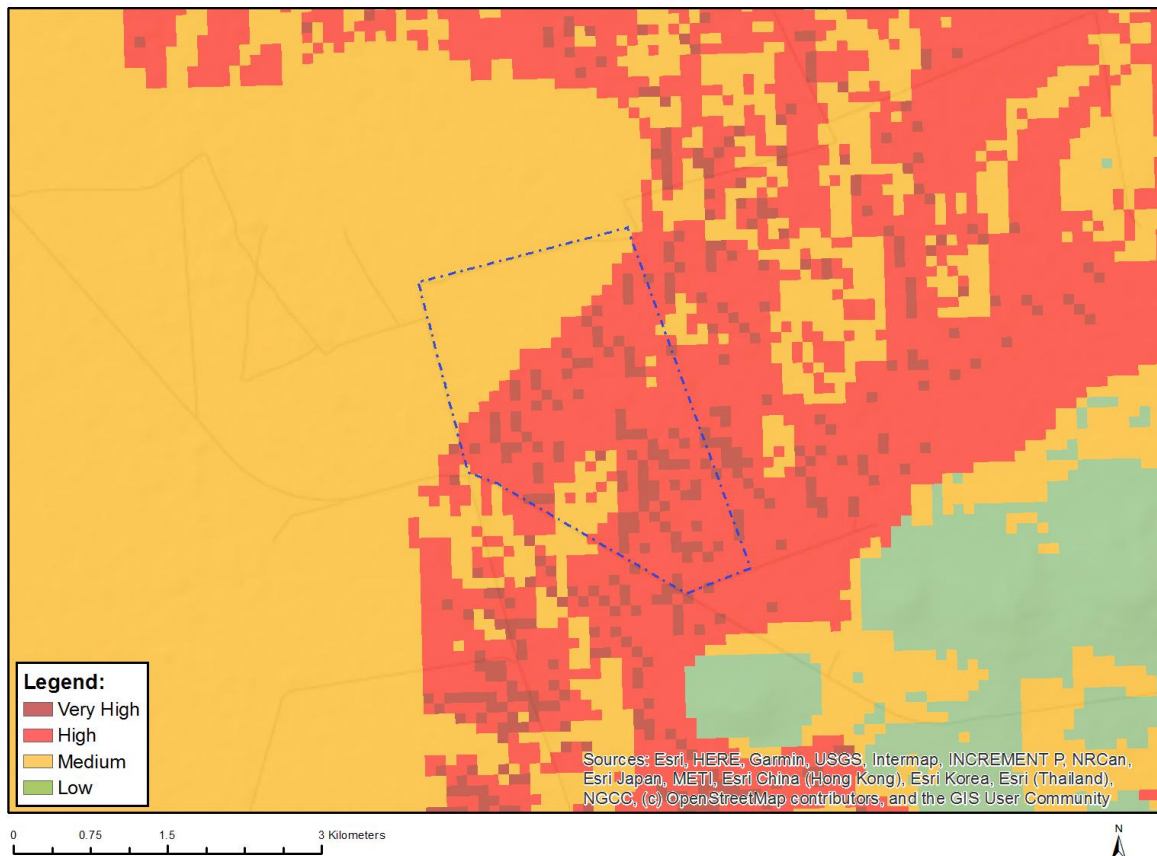 Legend:
Very High
High
Medium
Low
Sources: Esri, HERE, Garmin, USGS, Intermap, INCREMENT P, NRCan,
Esri Japan, METI, Esri China (Hong Kong), Esri Korea, Esri (Thailand),
NGCC, (c) OpenStreetMap contributors, and the GIS User Community
0 0.75 1.5 3 Kilometers
N